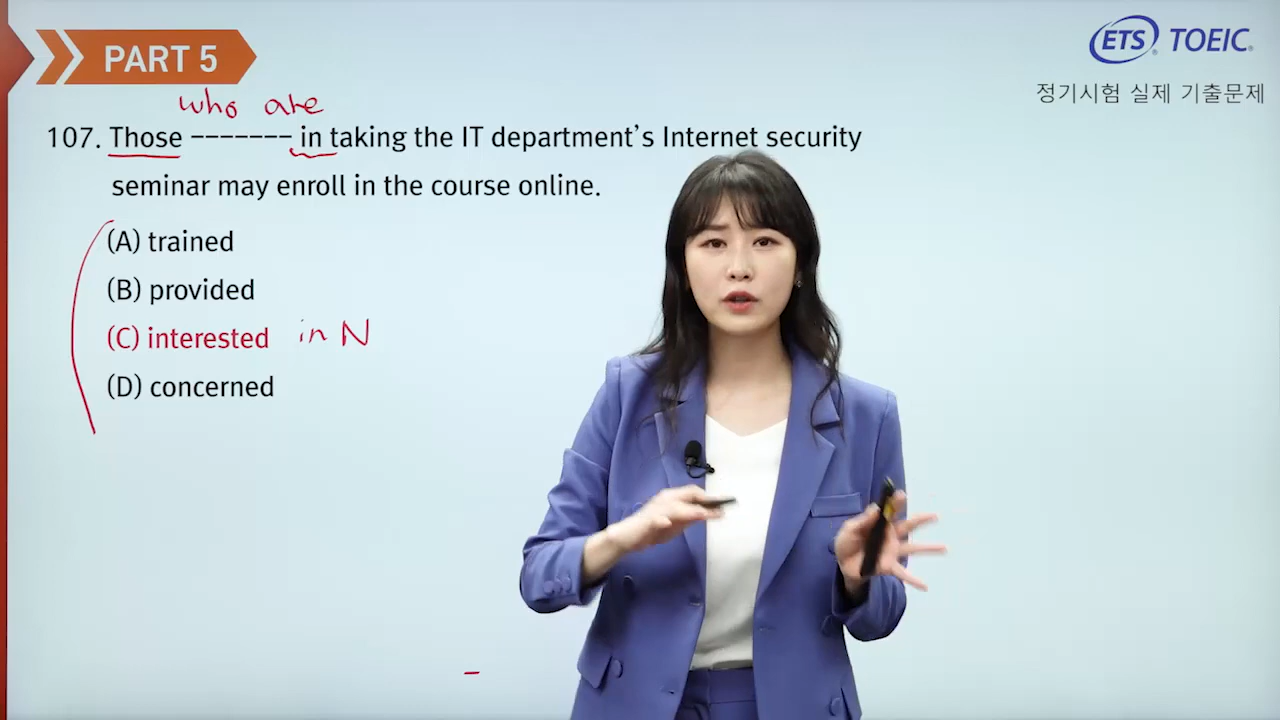 PART 5
ETS TOEIC
정기시험 실제 기출문제
who are
107. Those ------- in taking the IT department's Internet security
seminar may enroll in the course online.
(A) trained
(B) provided
(C) interested in N
(D) concerned